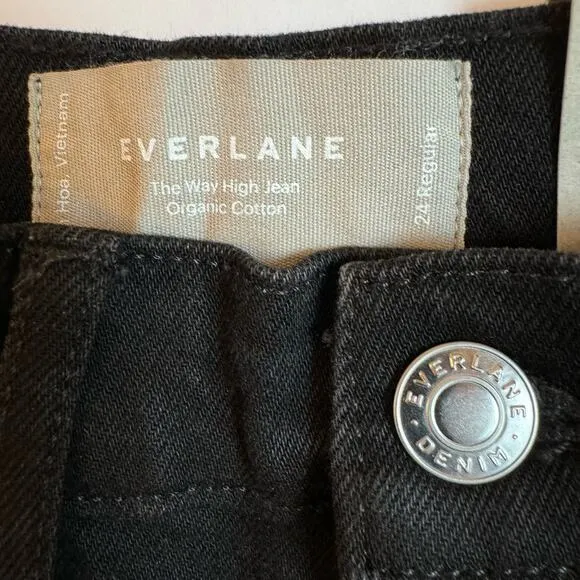 EVERLANE
The Way High Jean
Organic Cotton
Hoa, Vietnam
24 Regular
EVERLANE
· DENIM ·